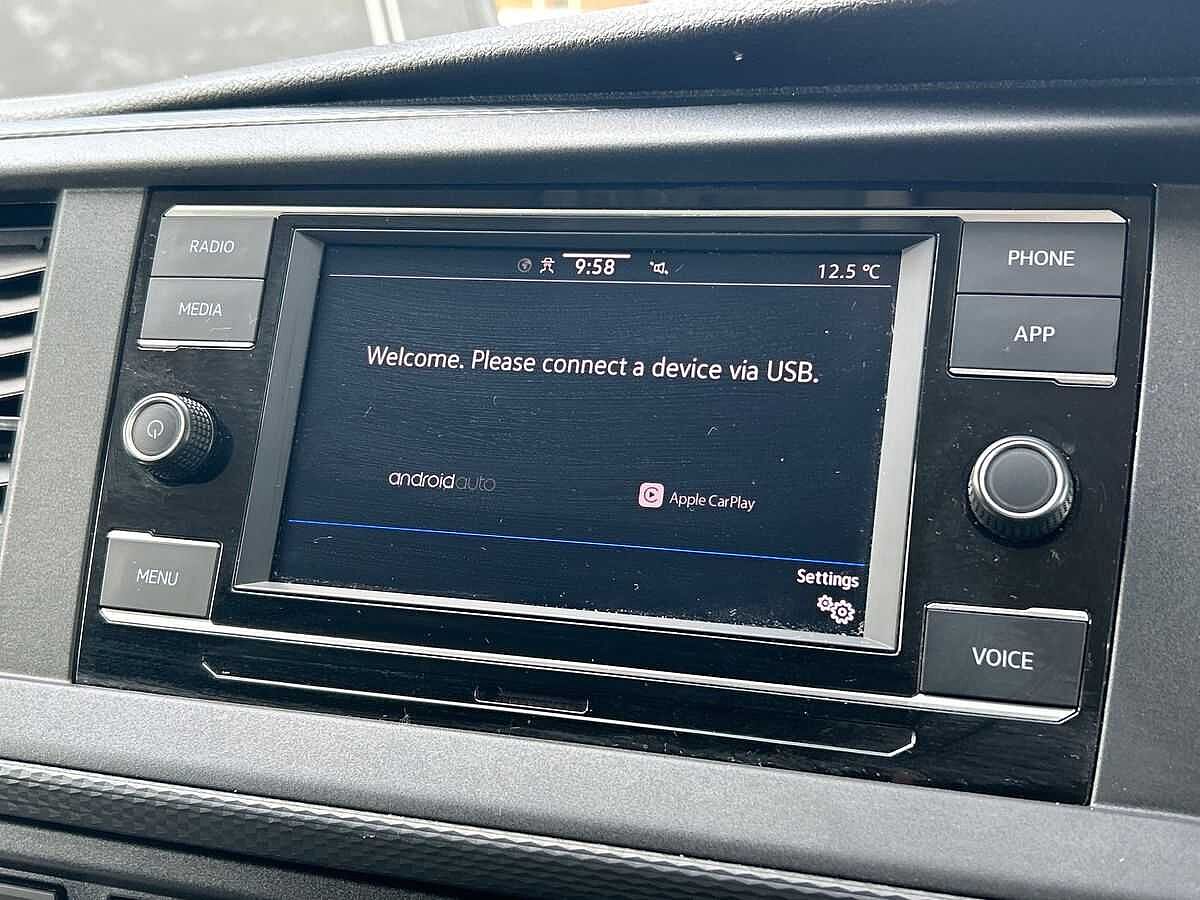 RADIO
MEDIA
MENU
9:58
12.5 °C
Welcome. Please connect a device via USB.
androidauto
Apple CarPlay
Settings
PHONE
APP
VOICE